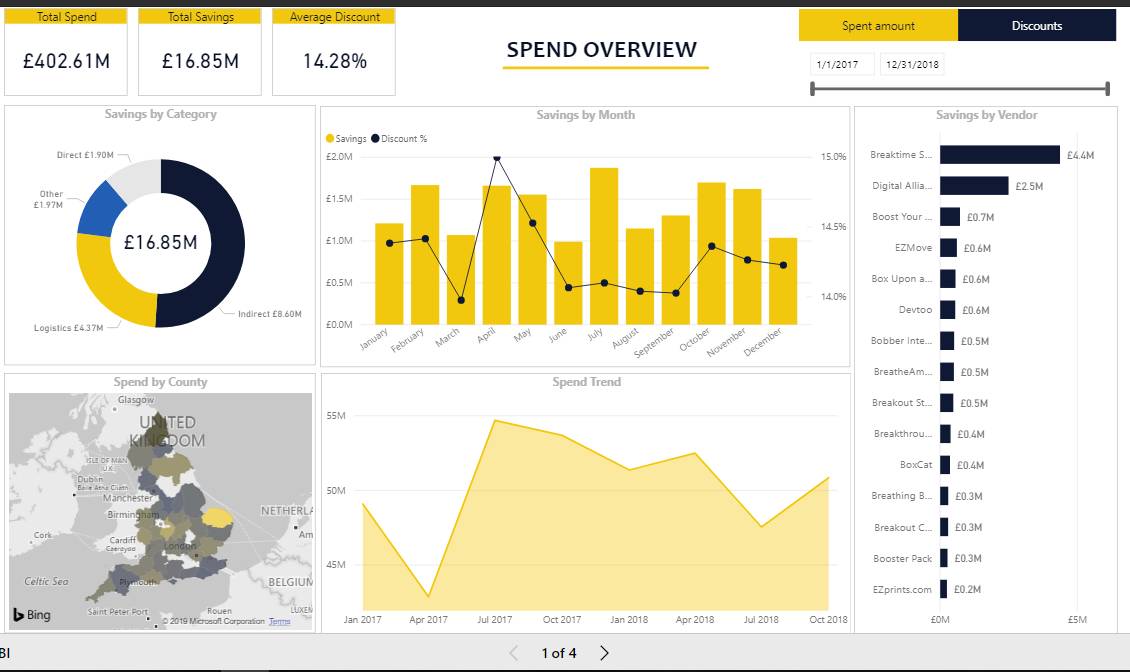 Total Spend
£402.61M
Total Savings
£16.85M
Average Discount
14.28%
SPEND OVERVIEW
Spent amount
Discounts
1/1/2017
12/31/2018
Savings by Category
Direct £1.90M
Other
£1.97M
£16.85M
Logistics £4.37M
Indirect £8.60M
Savings by Month
Savings
Discount %
£2.0M
£1.5M
£1.0M
£0.5M
£0.0M
15.0%
14.5%
14.0%
January
February
March
April
May
June
July
August
September
October
November
December
Savings by Vendor
Breaktime S... £4.4M
Digital Allia... £2.5M
Boost Your ... £0.7M
EZMove £0.6M
Box Upon a... £0.6M
Devtoo £0.6M
Bobber Inte... £0.5M
BreatheAm... £0.5M
Breakout St... £0.5M
Breakthrou... £0.4M
BoxCat £0.4M
Breathing B... £0.3M
Breakout C... £0.3M
Booster Pack £0.3M
EZprints.com £0.2M
£0M
£5M
Spend by County
Glasgow
UNITED
KINGDOM
ISLE OF MAN
U.K.
Dublin
Baile Átha Cliath
Manchester
Birmingham
NETHERLA
Am
Cork
Cardiff
Caerdydd
London
Celtic Sea
Plymouth
BELGIUM
Saint Peter Port
Rouen
LUXEM
Bing
© 2019 Microsoft Corporation Terms
Spend Trend
55M
50M
45M
Jan 2017
Apr 2017
Jul 2017
Oct 2017
Jan 2018
Apr 2018
Jul 2018
Oct 2018
BI
1 of 4